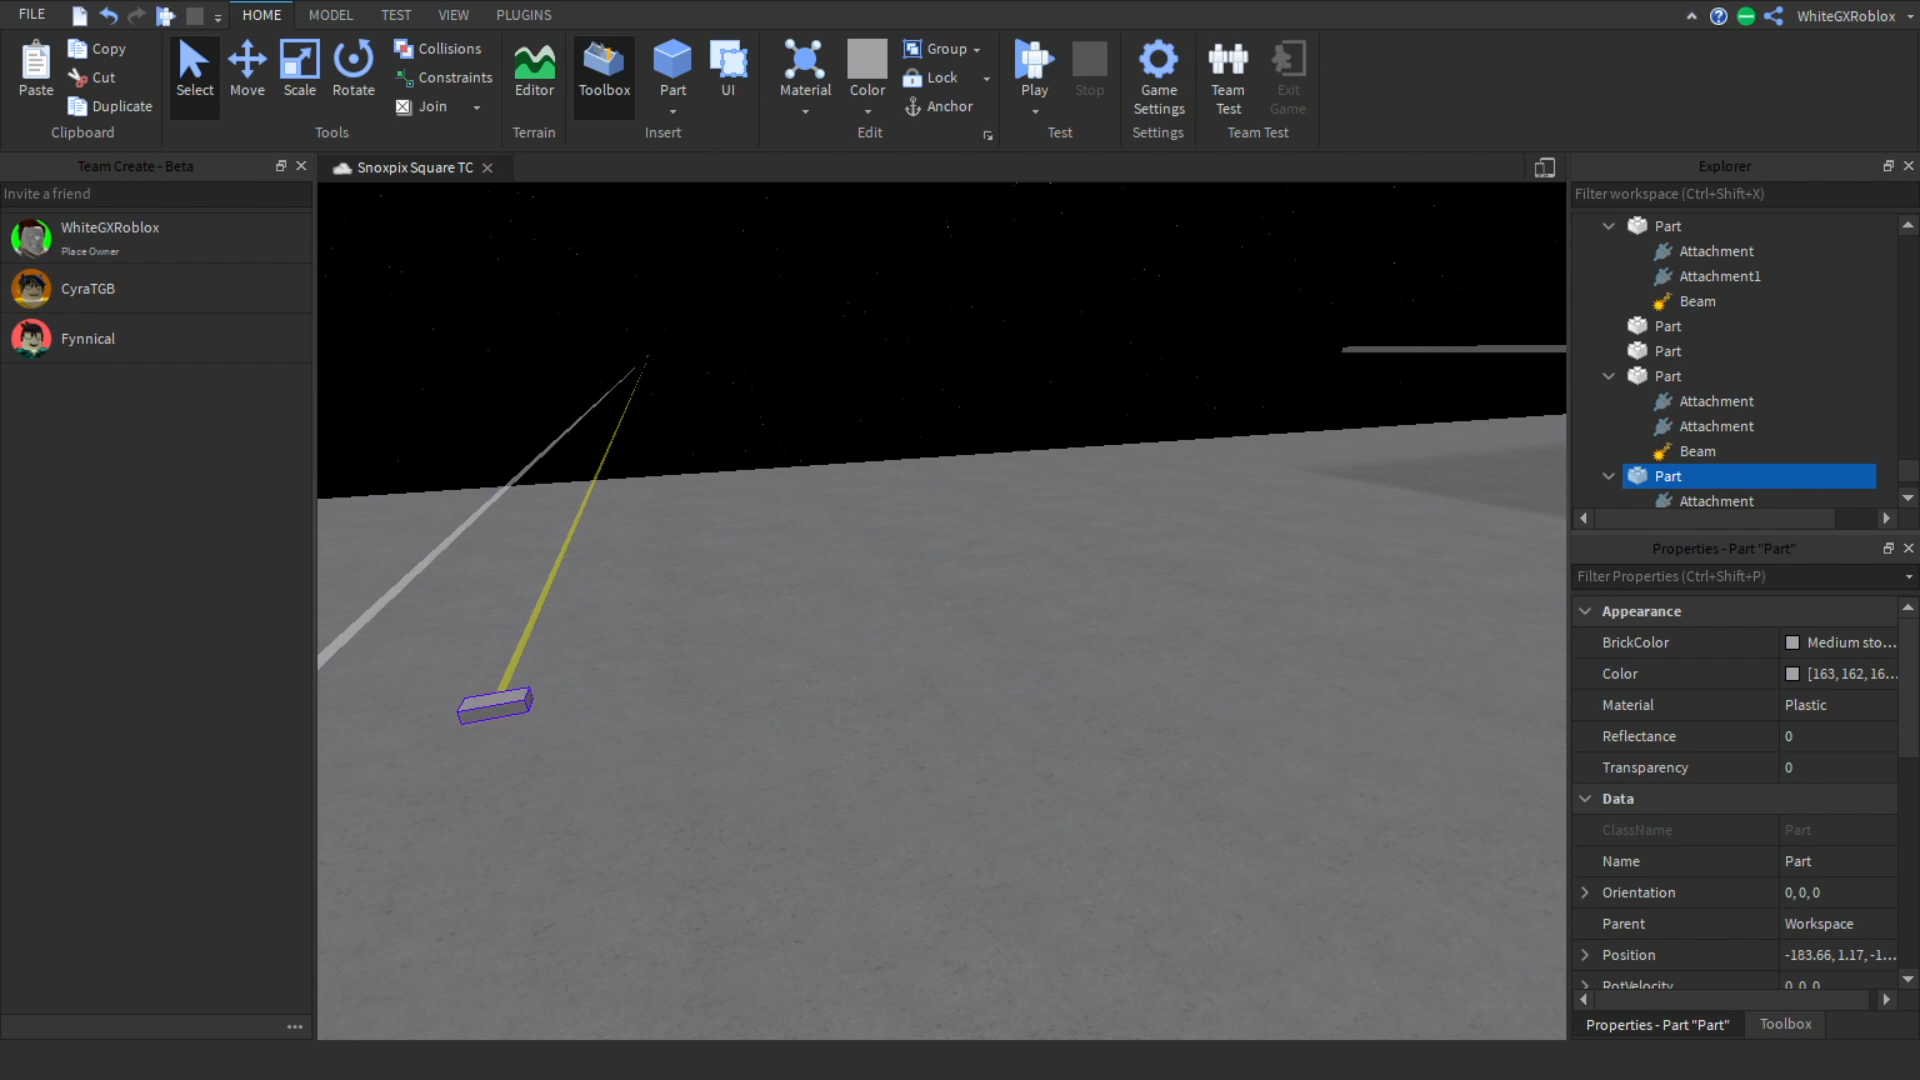 FILE
HOME
MODEL
TEST
VIEW
PLUGINS
WhiteGXRoblox
Paste
Copy
Cut
Duplicate
Clipboard
Select
Move
Scale
Rotate
Collisions
Constraints
Join
Tools
Editor
Terrain
Toolbox
Part
UI
Insert
Material
Color
Group
Lock
Anchor
Edit
Play
Stop
Test
Game
Settings
Settings
Team
Test
Exit
Game
Team Test
Team Create - Beta
Invite a friend
WhiteGXRoblox
Place Owner
CyraTGB
Fynnical
Snoxpix Square TC
Explorer
Filter workspace (Ctrl+Shift+X)
Part
Attachment
Attachment1
Beam
Part
Part
Part
Attachment
Attachment
Beam
Part
Attachment
Properties - Part "Part"
Filter Properties (Ctrl+Shift+P)
Appearance
BrickColor Medium sto...
Color [163, 162, 16...
Material Plastic
Reflectance 0
Transparency 0
Data
ClassName Part
Name Part
Orientation 0, 0, 0
Parent Workspace
Position -183.66, 1.17, -1...
RotVelocity 0, 0, 0
Properties - Part "Part"
Toolbox